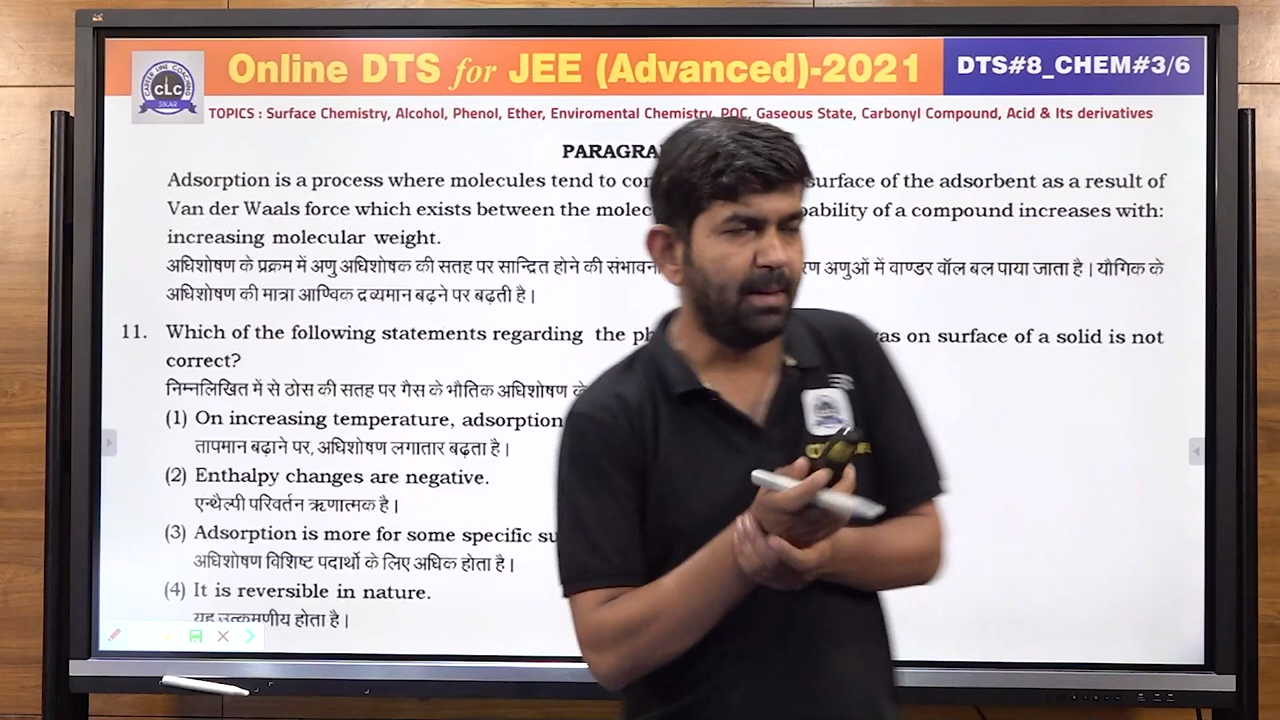 Online DTS for JEE (Advanced)-2021
DTS#8_CHEM#3/6
CAREER LINE COACHING
CLC
SIKAR
TOPICS : Surface Chemistry, Alcohol, Phenol, Ether, Enviromental Chemistry, POC, Gaseous State, Carbonyl Compound, Acid & Its derivatives
PARAGRA
Adsorption is a process where molecules tend to con surface of the adsorbent as a result of
Van der Waals force which exists between the molec bability of a compound increases with:
increasing molecular weight.
अधिशोषण के प्रक्रम में अणु अधिशोषक की सतह पर सान्द्रित होने की संभावन रण अणुओं में वाण्डर वॉल बल पाया जाता है। यौगिक के
अधिशोषण की मात्रा आण्विक द्रव्यमान बढ़ने पर बढ़ती है।
11. Which of the following statements regarding the ph as on surface of a solid is not
correct?
निम्नलिखित में से ठोस की सतह पर गैस के भौतिक अधिशोषण के
(1) On increasing temperature, adsorption
तापमान बढ़ाने पर, अधिशोषण लगातार बढ़ता है।
(2) Enthalpy changes are negative.
एन्थैल्पी परिवर्तन ऋणात्मक है।
(3) Adsorption is more for some specific su
अधिशोषण विशिष्ट पदार्थो के लिए अधिक होता है।
(4) It is reversible in nature.
यह उत्क्रमणीय होता है।